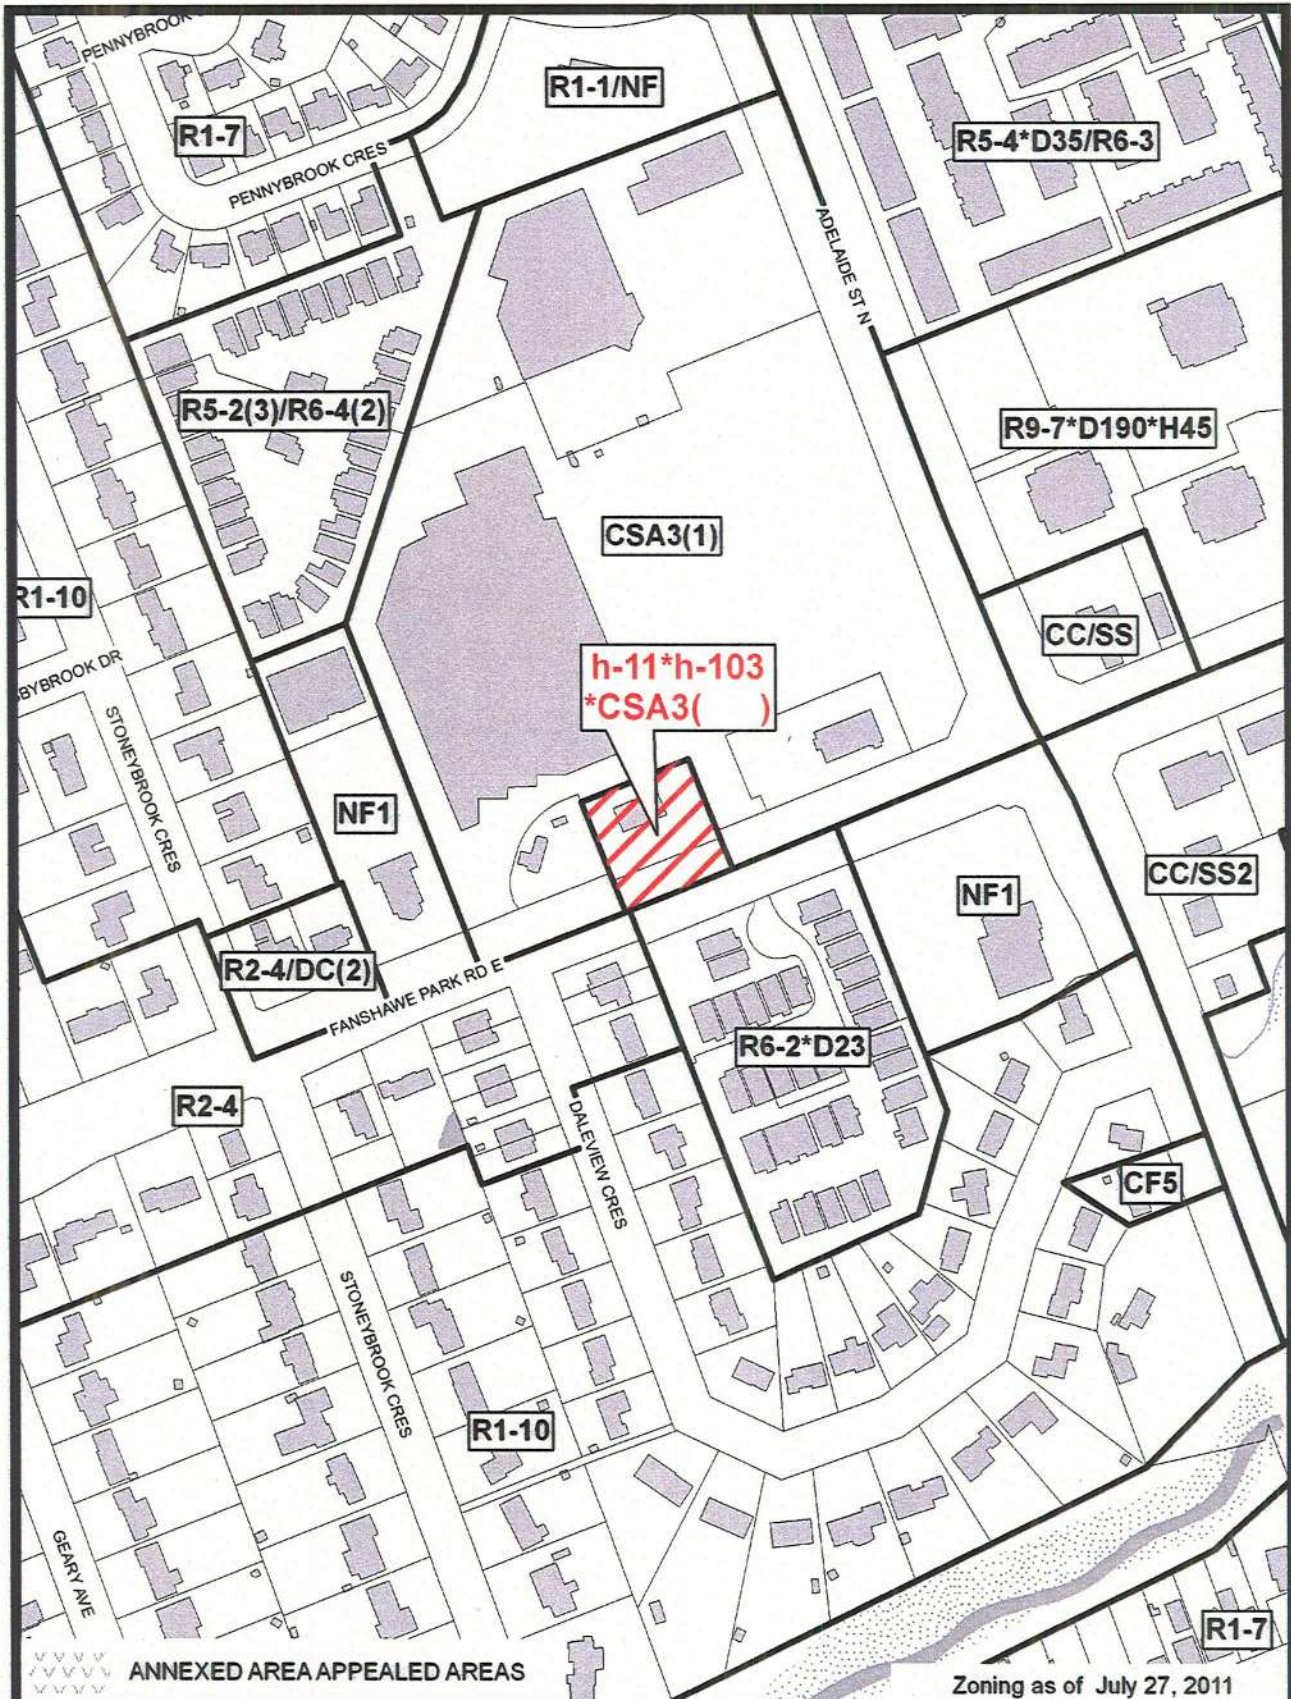 PENNYBROOK
R1-1/NF
R1-7
PENNYBROOK CRES
R5-4*D35/R6-3
ADELAIDE ST N
R5-2(3)/R6-4(2)
R9-7*D190*H45
CSA3(1)
R1-10
CC/SS
BYBROOK DR
h-11*h-103
*CSA3( )
STONEYBROOK CRES
NF1
CC/SS2
NF1
R2-4/DC(2)
FANSHAWE PARK RD E
R6-2*D23
R2-4
DALEVIEW CRES
CF5
STONEYBROOK CRES
R1-10
GEARY AVE
R1-7
ANNEXED AREA APPEALED AREAS
Zoning as of July 27, 2011